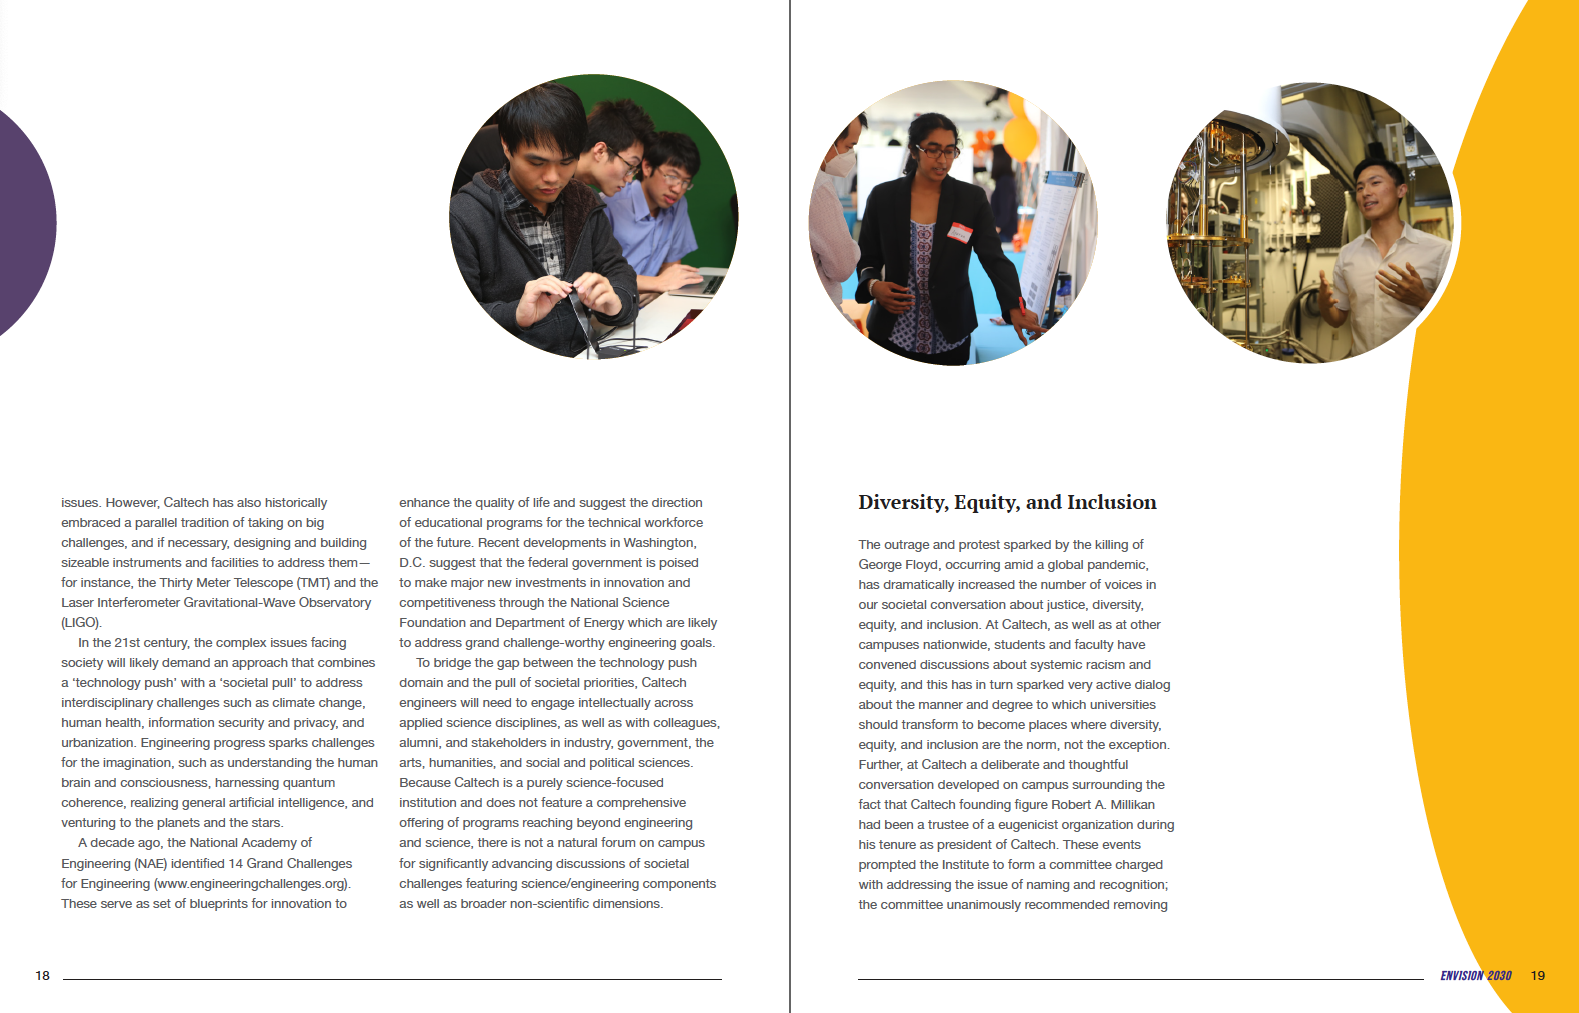 issues. However, Caltech has also historically
embraced a parallel tradition of taking on big
challenges, and if necessary, designing and building
sizeable instruments and facilities to address them—
for instance, the Thirty Meter Telescope (TMT) and the
Laser Interferometer Gravitational-Wave Observatory
(LIGO).
In the 21st century, the complex issues facing
society will likely demand an approach that combines
a ‘technology push’ with a ‘societal pull’ to address
interdisciplinary challenges such as climate change,
human health, information security and privacy, and
urbanization. Engineering progress sparks challenges
for the imagination, such as understanding the human
brain and consciousness, harnessing quantum
coherence, realizing general artificial intelligence, and
venturing to the planets and the stars.
A decade ago, the National Academy of
Engineering (NAE) identified 14 Grand Challenges
for Engineering (www.engineeringchallenges.org).
These serve as set of blueprints for innovation to
enhance the quality of life and suggest the direction
of educational programs for the technical workforce
of the future. Recent developments in Washington,
D.C. suggest that the federal government is poised
to make major new investments in innovation and
competitiveness through the National Science
Foundation and Department of Energy which are likely
to address grand challenge-worthy engineering goals.
To bridge the gap between the technology push
domain and the pull of societal priorities, Caltech
engineers will need to engage intellectually across
applied science disciplines, as well as with colleagues,
alumni, and stakeholders in industry, government, the
arts, humanities, and social and political sciences.
Because Caltech is a purely science-focused
institution and does not feature a comprehensive
offering of programs reaching beyond engineering
and science, there is not a natural forum on campus
for significantly advancing discussions of societal
challenges featuring science/engineering components
as well as broader non-scientific dimensions.
18
Diversity, Equity, and Inclusion
The outrage and protest sparked by the killing of
George Floyd, occurring amid a global pandemic,
has dramatically increased the number of voices in
our societal conversation about justice, diversity,
equity, and inclusion. At Caltech, as well as at other
campuses nationwide, students and faculty have
convened discussions about systemic racism and
equity, and this has in turn sparked very active dialog
about the manner and degree to which universities
should transform to become places where diversity,
equity, and inclusion are the norm, not the exception.
Further, at Caltech a deliberate and thoughtful
conversation developed on campus surrounding the
fact that Caltech founding figure Robert A. Millikan
had been a trustee of a eugenicist organization during
his tenure as president of Caltech. These events
prompted the Institute to form a committee charged
with addressing the issue of naming and recognition;
the committee unanimously recommended removing
ENVISION 2030 19